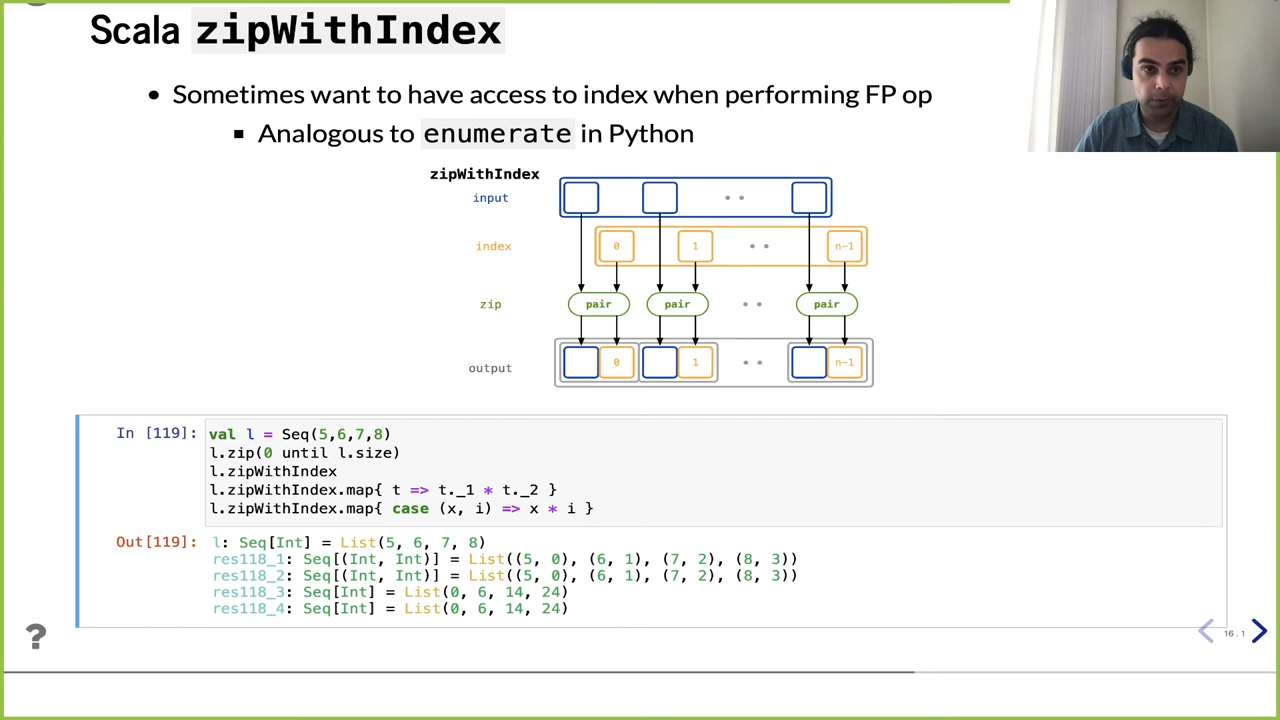 Scala zipWithIndex
• Sometimes want to have access to index when performing FP op
▪ Analogous to enumerate in Python
zipWithIndex
input
index 0 1 n-1
zip pair pair pair
output 0 1 n-1
In [119]: val l = Seq(5,6,7,8)
l.zip(0 until l.size)
l.zipWithIndex
l.zipWithIndex.map{ t => t._1 * t._2 }
l.zipWithIndex.map{ case (x, i) => x * i }
Out[119]: l: Seq[Int] = List(5, 6, 7, 8)
res118_1: Seq[(Int, Int)] = List((5, 0), (6, 1), (7, 2), (8, 3))
res118_2: Seq[(Int, Int)] = List((5, 0), (6, 1), (7, 2), (8, 3))
res118_3: Seq[Int] = List(0, 6, 14, 24)
res118_4: Seq[Int] = List(0, 6, 14, 24)
?
16.1